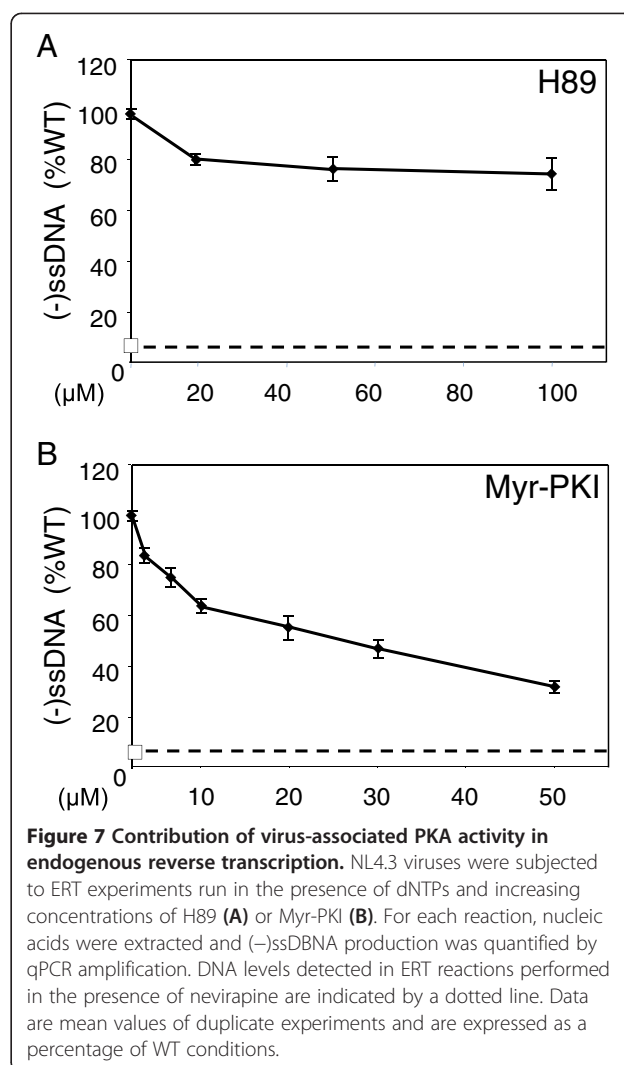 A
120
H89
100
80
60
40
20
0
(-)ssDNA (%WT)
(µM)
20 40 60 80 100
B
120
Myr-PKI
100
80
60
40
20
0
(-)ssDNA (%WT)
(µM)
10 20 30 40 50
Figure 7 Contribution of virus-associated PKA activity in
endogenous reverse transcription. NL4.3 viruses were subjected
to ERT experiments run in the presence of dNTPs and increasing
concentrations of H89 (A) or Myr-PKI (B). For each reaction, nucleic
acids were extracted and (−)ssDBNA production was quantified by
qPCR amplification. DNA levels detected in ERT reactions performed
in the presence of nevirapine are indicated by a dotted line. Data
are mean values of duplicate experiments and are expressed as a
percentage of WT conditions.